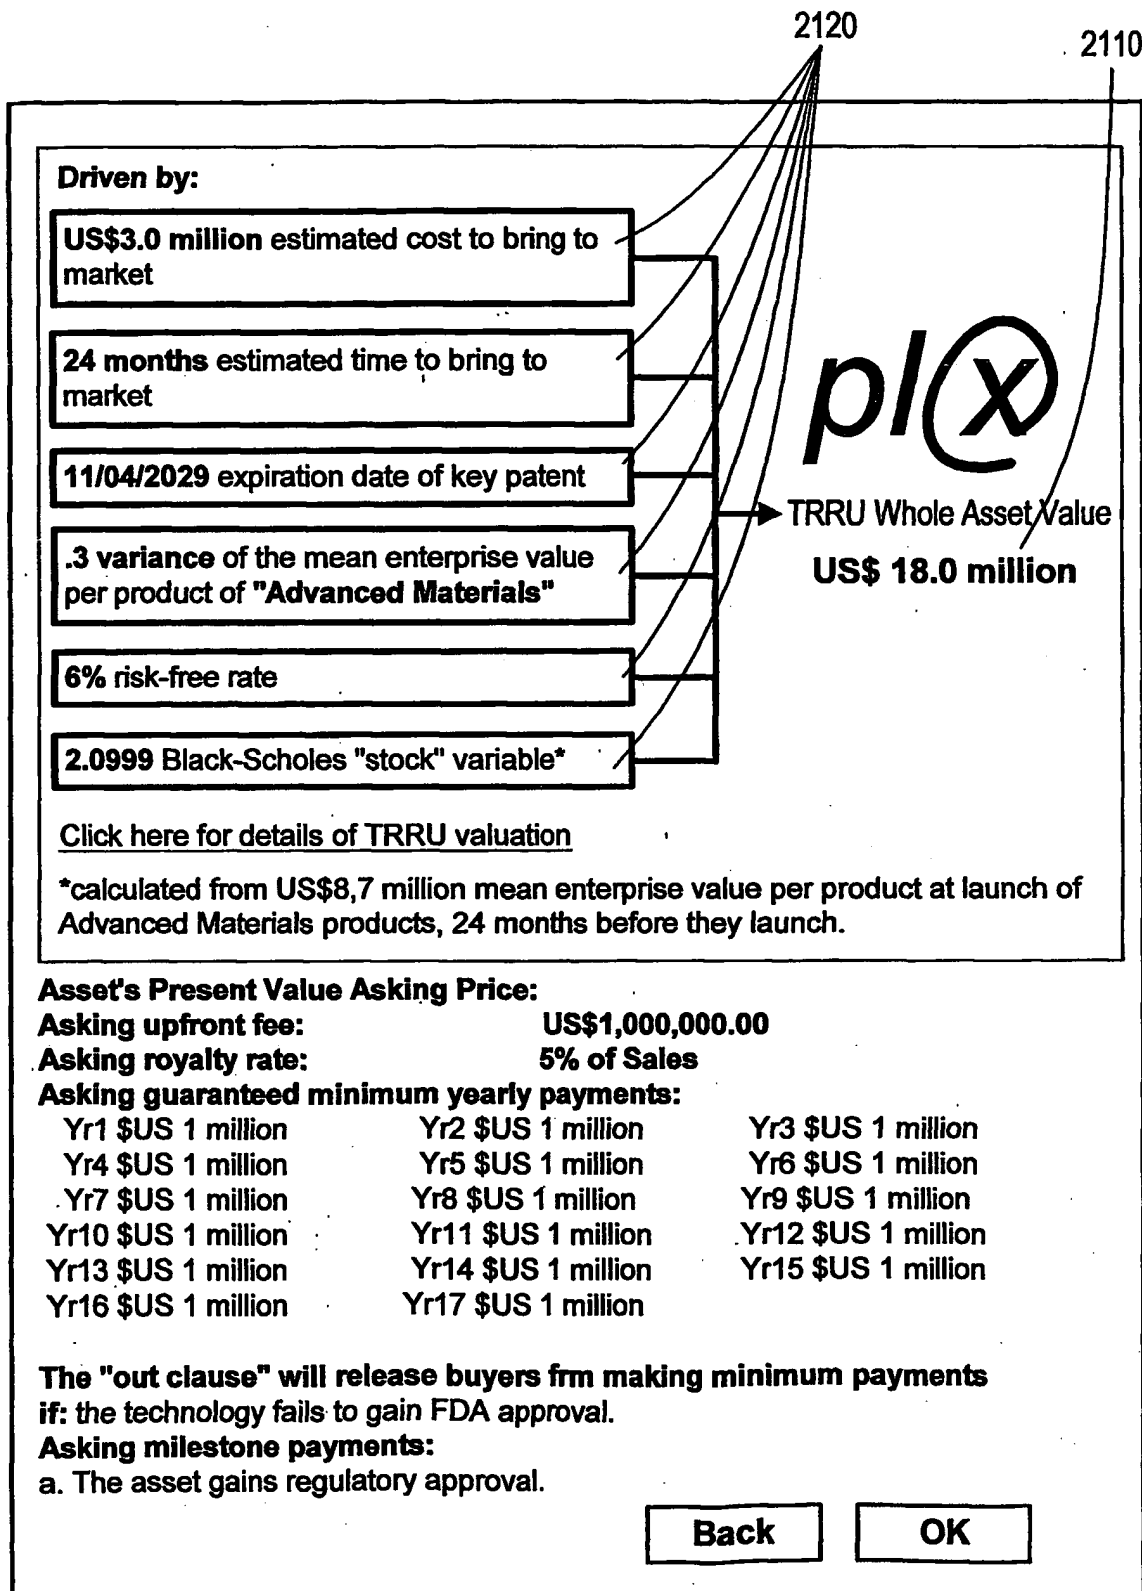 2120
2110
Driven by:
US$3.0 million estimated cost to bring to
market
24 months estimated time to bring to
market
11/04/2029 expiration date of key patent
.3 variance of the mean enterprise value
per product of "Advanced Materials"
6% risk-free rate
2.0999 Black-Scholes "stock" variable*
plx
TRRU Whole Asset Value
US$ 18.0 million
Click here for details of TRRU valuation
*calculated from US$8,7 million mean enterprise value per product at launch of
Advanced Materials products, 24 months before they launch.
Asset's Present Value Asking Price:
Asking upfront fee: US$1,000,000.00
Asking royalty rate: 5% of Sales
Asking guaranteed minimum yearly payments:
Yr1 $US 1 million Yr2 $US 1 million Yr3 $US 1 million
Yr4 $US 1 million Yr5 $US 1 million Yr6 $US 1 million
Yr7 $US 1 million Yr8 $US 1 million Yr9 $US 1 million
Yr10 $US 1 million Yr11 $US 1 million Yr12 $US 1 million
Yr13 $US 1 million Yr14 $US 1 million Yr15 $US 1 million
Yr16 $US 1 million Yr17 $US 1 million
The "out clause" will release buyers frm making minimum payments
if: the technology fails to gain FDA approval.
Asking milestone payments:
a. The asset gains regulatory approval.
Back OK